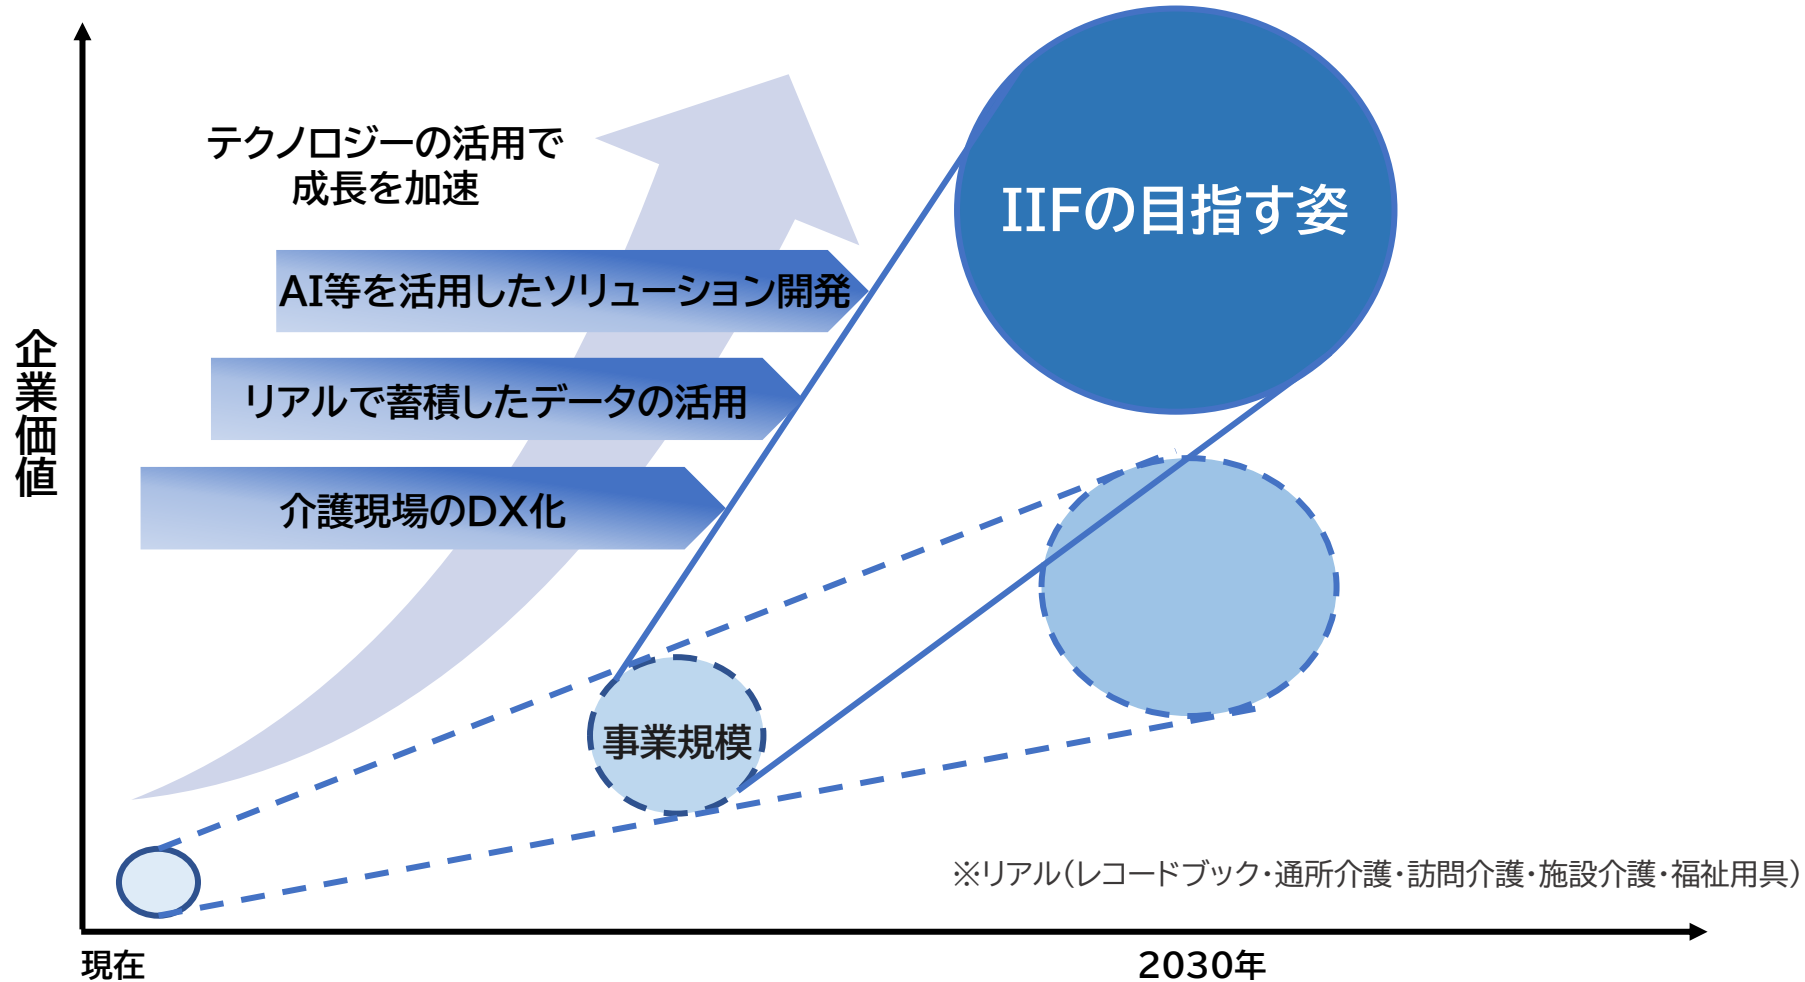 テクノロジーの活用で
成長を加速
IIFの目指す姿
AI等を活用したソリューション開発
リアルで蓄積したデータの活用
介護現場のDX化
企業価値
事業規模
※リアル(レコードブック・通所介護・訪問介護・施設介護・福祉用具)
現在
2030年